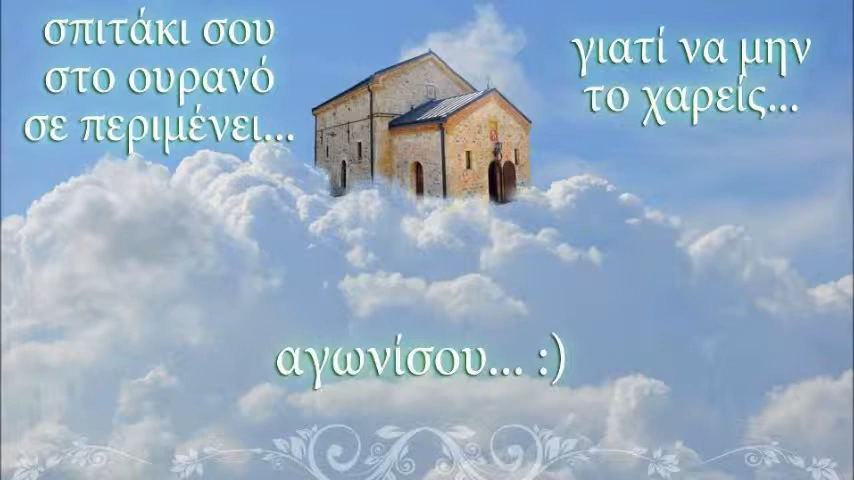 σπιτάκι σου
στο ουρανό
σε περιμένει...
γιατί να μην
το χαρείς...
αγωνίσου... :)